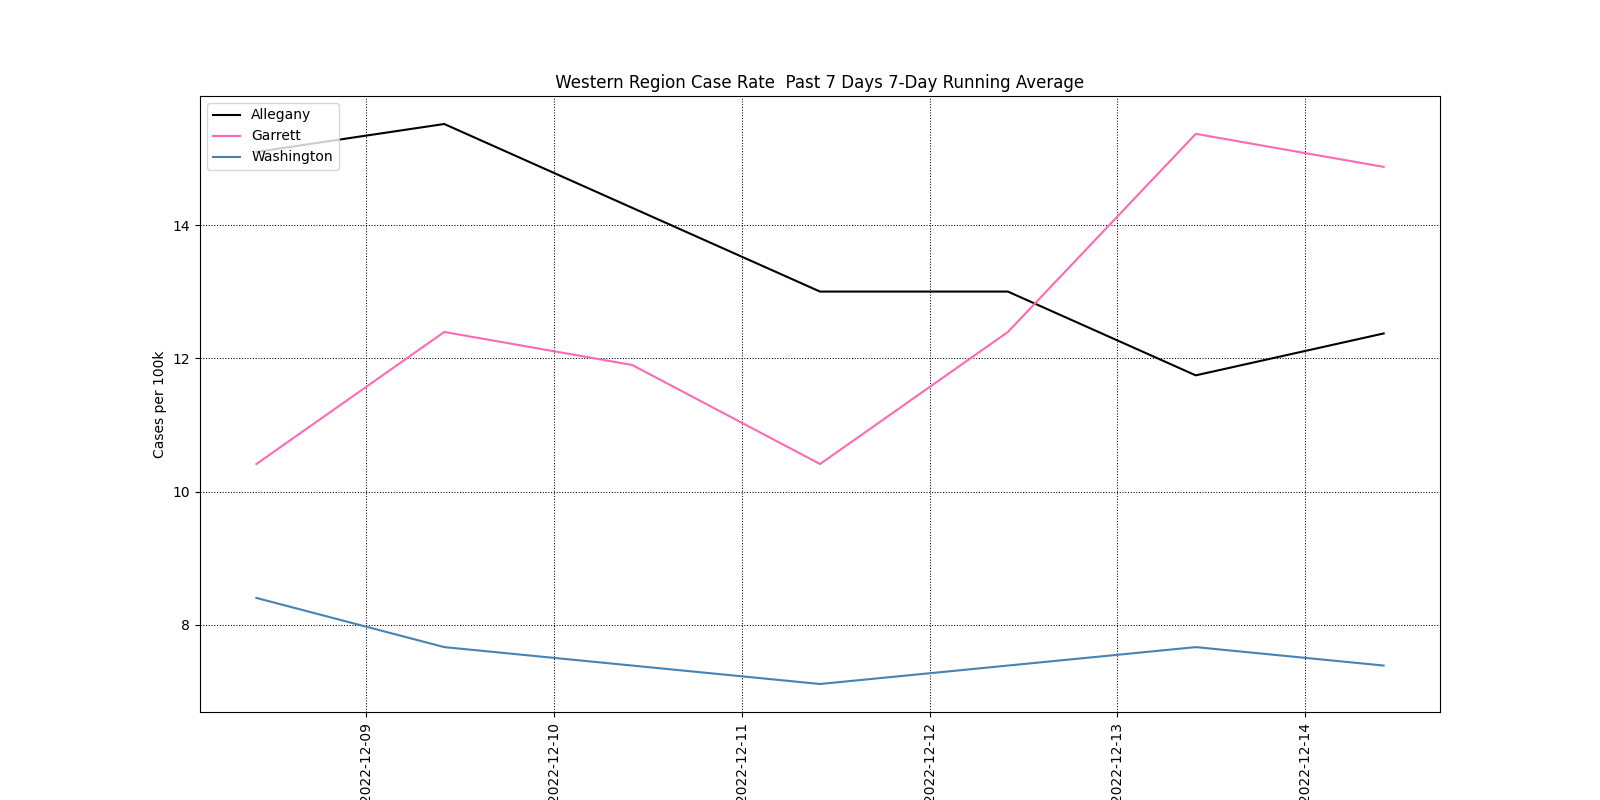 Western Region Case Rate  Past 7 Days 7-Day Running Average
Allegany
Garrett
Washington
Cases per 100k
14
12
10
8
2022-12-09
2022-12-10
2022-12-11
2022-12-12
2022-12-13
2022-12-14